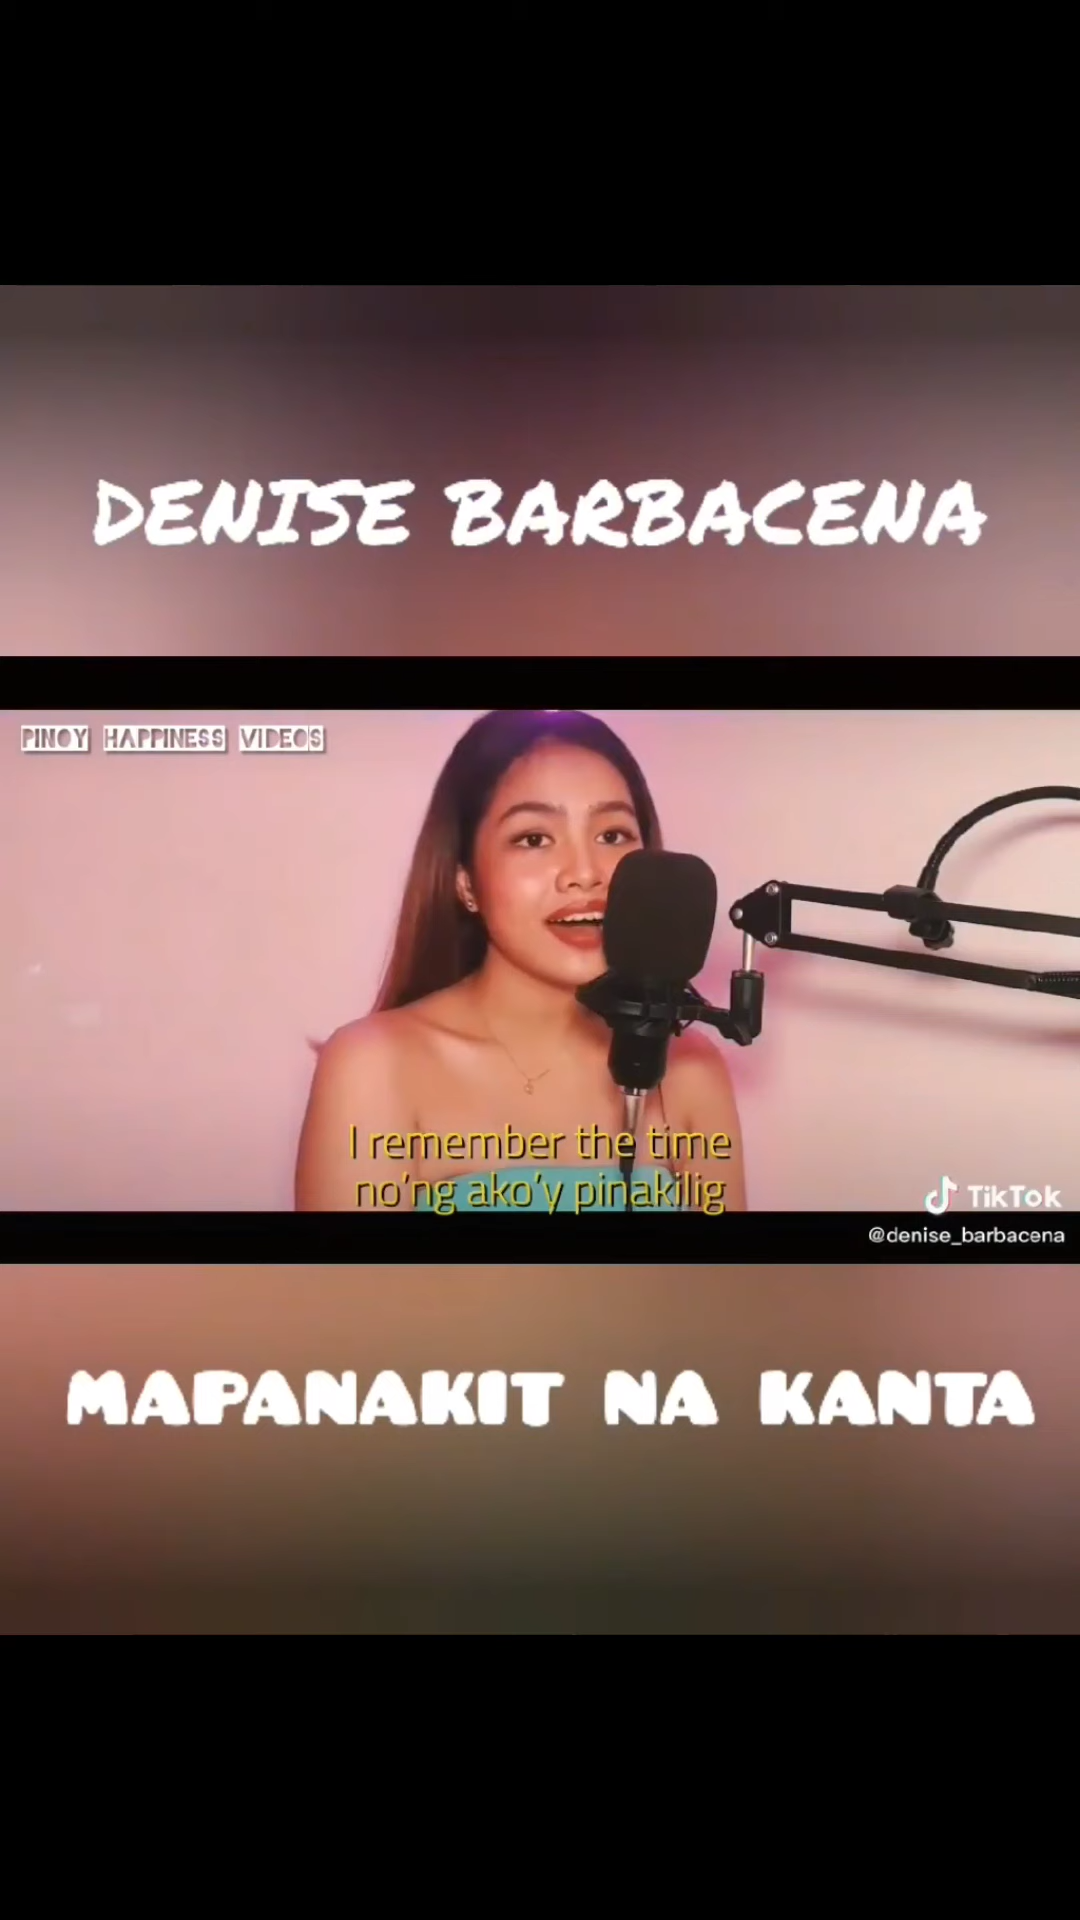 DENISE BARBACENA
PINOY HAPPINESS VIDEOS
I remember the time
no'ng ako'y pinakilig
TikTok
@denise_barbacena
MAPANAKIT NA KANTA